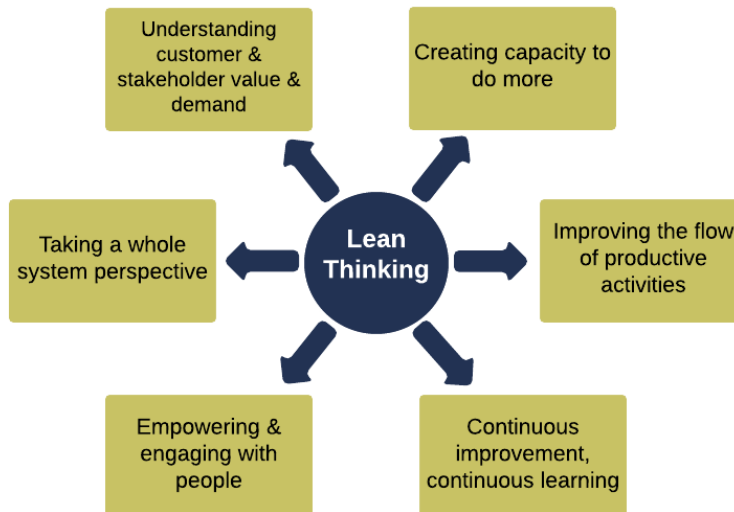 Understanding
customer &
stakeholder value &
demand
Creating capacity to
do more
Taking a whole
system perspective
Lean
Thinking
Improving the flow
of productive
activities
Empowering &
engaging with
people
Continuous
improvement,
continuous learning